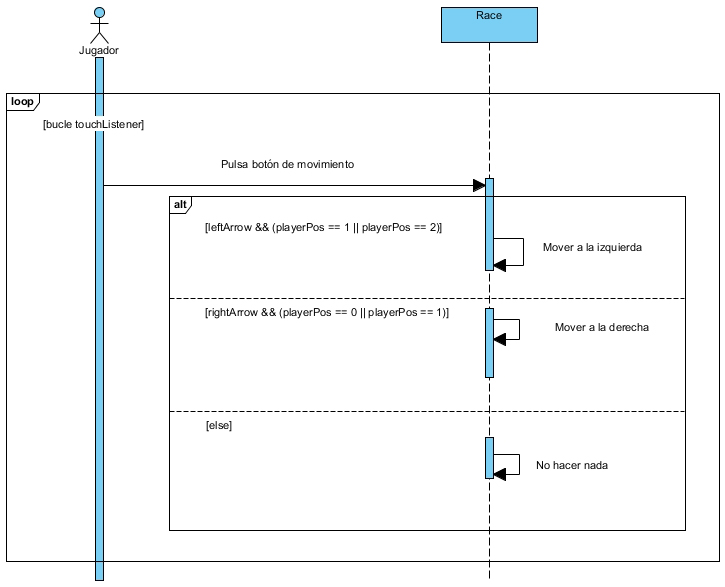 Jugador
Race
loop
[bucle touchListener]
Pulsa botón de movimiento
alt
[leftArrow && (playerPos == 1 || playerPos == 2)]
Mover a la izquierda
[rightArrow && (playerPos == 0 || playerPos == 1)]
Mover a la derecha
[else]
No hacer nada